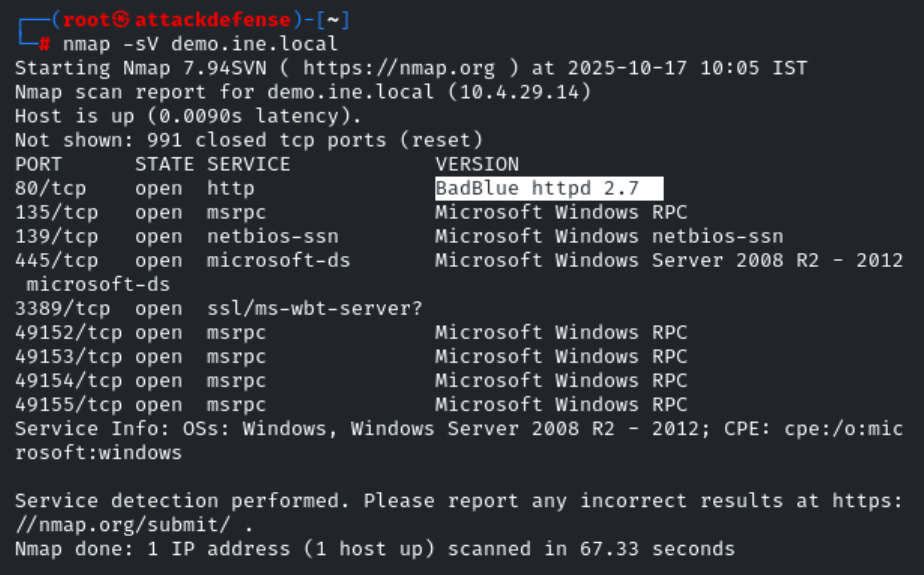 ┌──(root㉿attackdefense)-[~]
└─# nmap -sV demo.ine.local
Starting Nmap 7.94SVN ( https://nmap.org ) at 2025-10-17 10:05 IST
Nmap scan report for demo.ine.local (10.4.29.14)
Host is up (0.0090s latency).
Not shown: 991 closed tcp ports (reset)
PORT      STATE SERVICE            VERSION
80/tcp    open  http               BadBlue httpd 2.7
135/tcp   open  msrpc              Microsoft Windows RPC
139/tcp   open  netbios-ssn        Microsoft Windows netbios-ssn
445/tcp   open  microsoft-ds       Microsoft Windows Server 2008 R2 - 2012
 microsoft-ds
3389/tcp  open  ssl/ms-wbt-server?
49152/tcp open  msrpc              Microsoft Windows RPC
49153/tcp open  msrpc              Microsoft Windows RPC
49154/tcp open  msrpc              Microsoft Windows RPC
49155/tcp open  msrpc              Microsoft Windows RPC
Service Info: OSs: Windows, Windows Server 2008 R2 - 2012; CPE: cpe:/o:mic
rosoft:windows

Service detection performed. Please report any incorrect results at https:
//nmap.org/submit/ .
Nmap done: 1 IP address (1 host up) scanned in 67.33 seconds